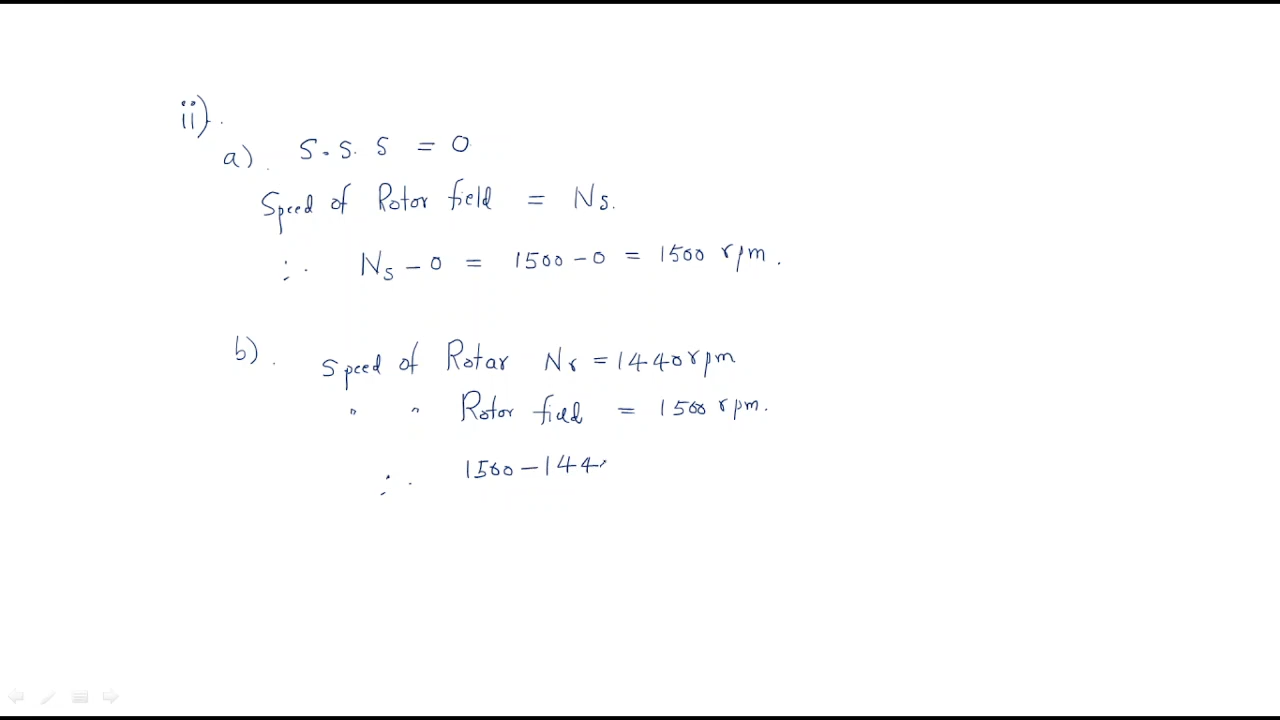 ii).
a). S.S.S = 0
Speed of Rotor field = Ns.
∴ Ns - 0 = 1500 - 0 = 1500 rpm.
b). Speed of Rotar Nr = 1440 rpm
" " Rotor field = 1500 rpm.
∴ 1500 - 144